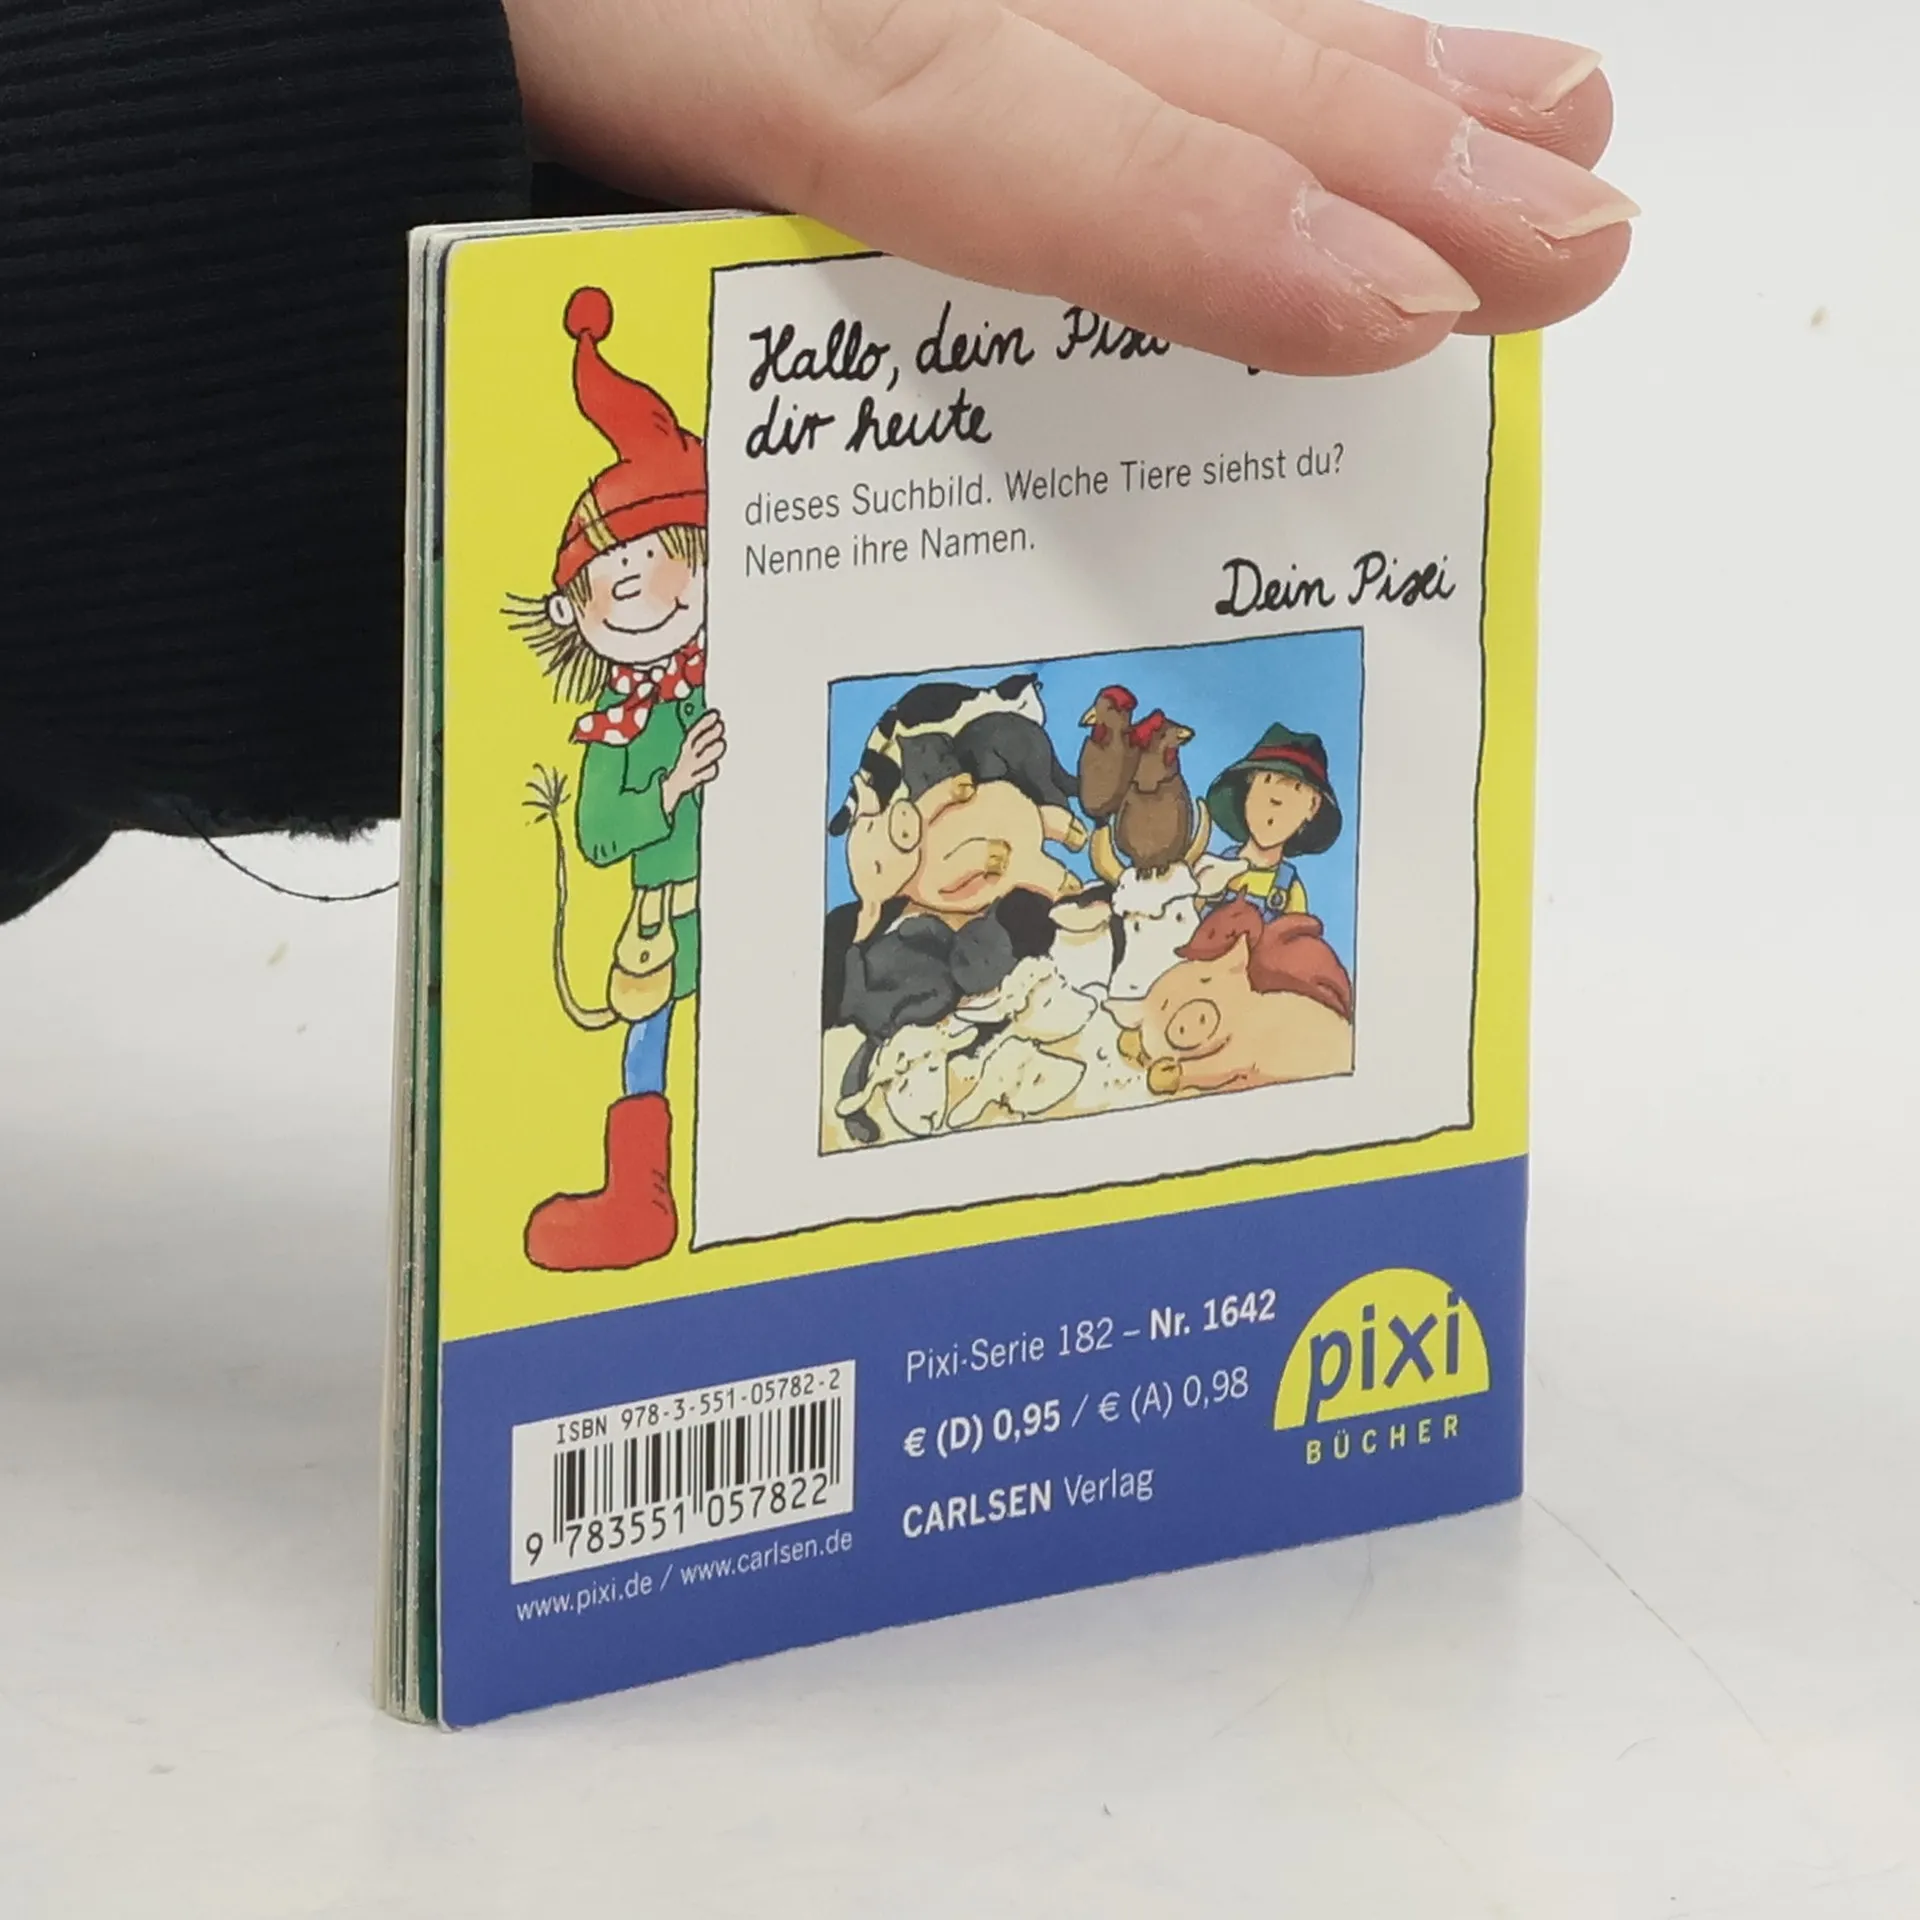 Hallo, dein Pixi
dir heute
dieses Suchbild. Welche Tiere siehst du?
Nenne ihre Namen.
Dein Pixi
ISBN 978-3-551-05782-2
9 783551 057822
www.pixi.de / www.carlsen.de
Pixi-Serie 182 – Nr. 1642
€ (D) 0,95 / € (A) 0,98
CARLSEN Verlag
pixi
BÜCHER